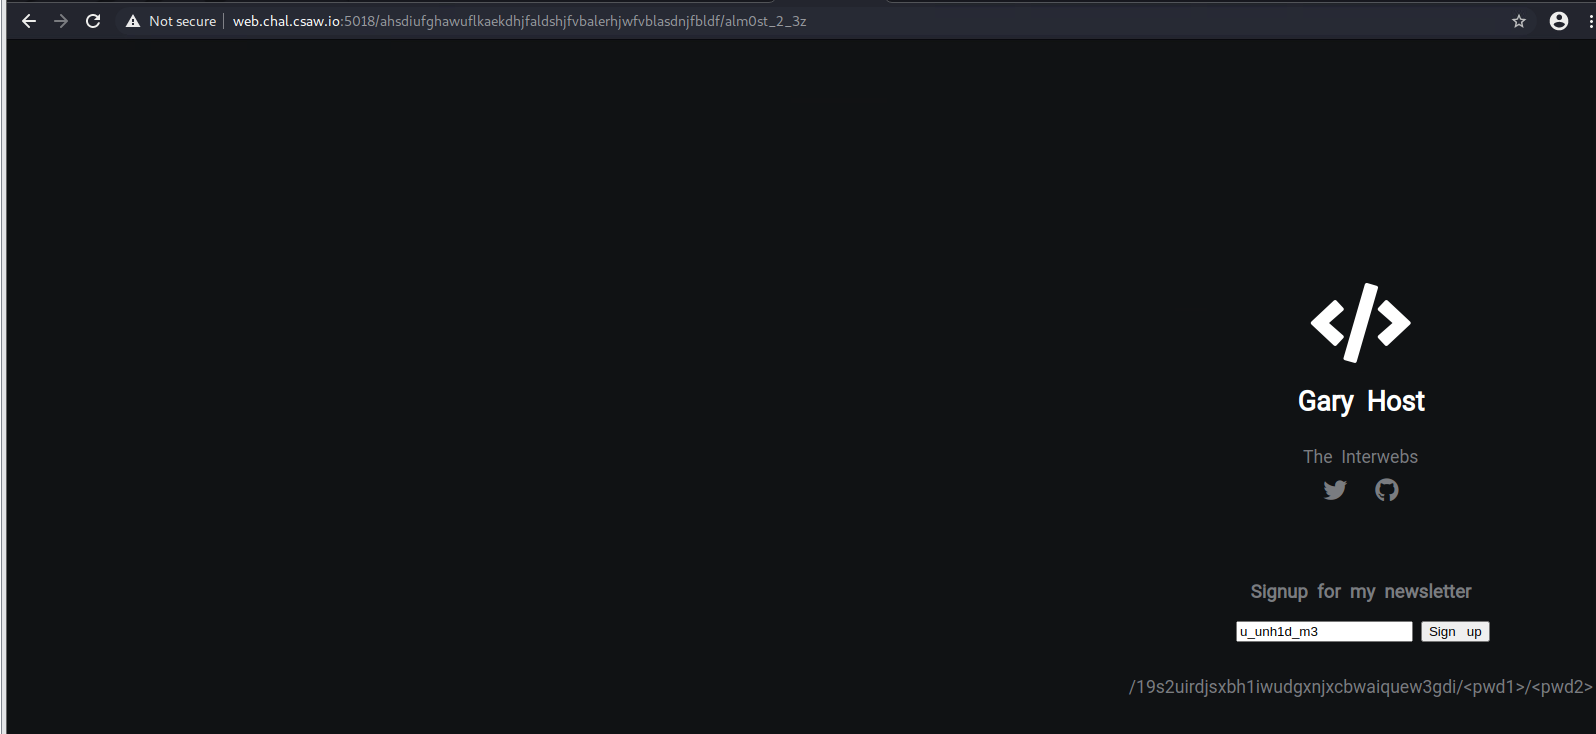 Not secure
web.chal.csaw.io:5018/ahsdiufghawuflkaekdhjfaldshjfvbalerhjwfvblasdnjfbldf/alm0st_2_3z
Gary Host
The Interwebs
Signup for my newsletter
u_unh1d_m3 Sign up
/19s2uirdjsxbh1iwudgxnjxcbwaiquew3gdi/<pwd1>/<pwd2>